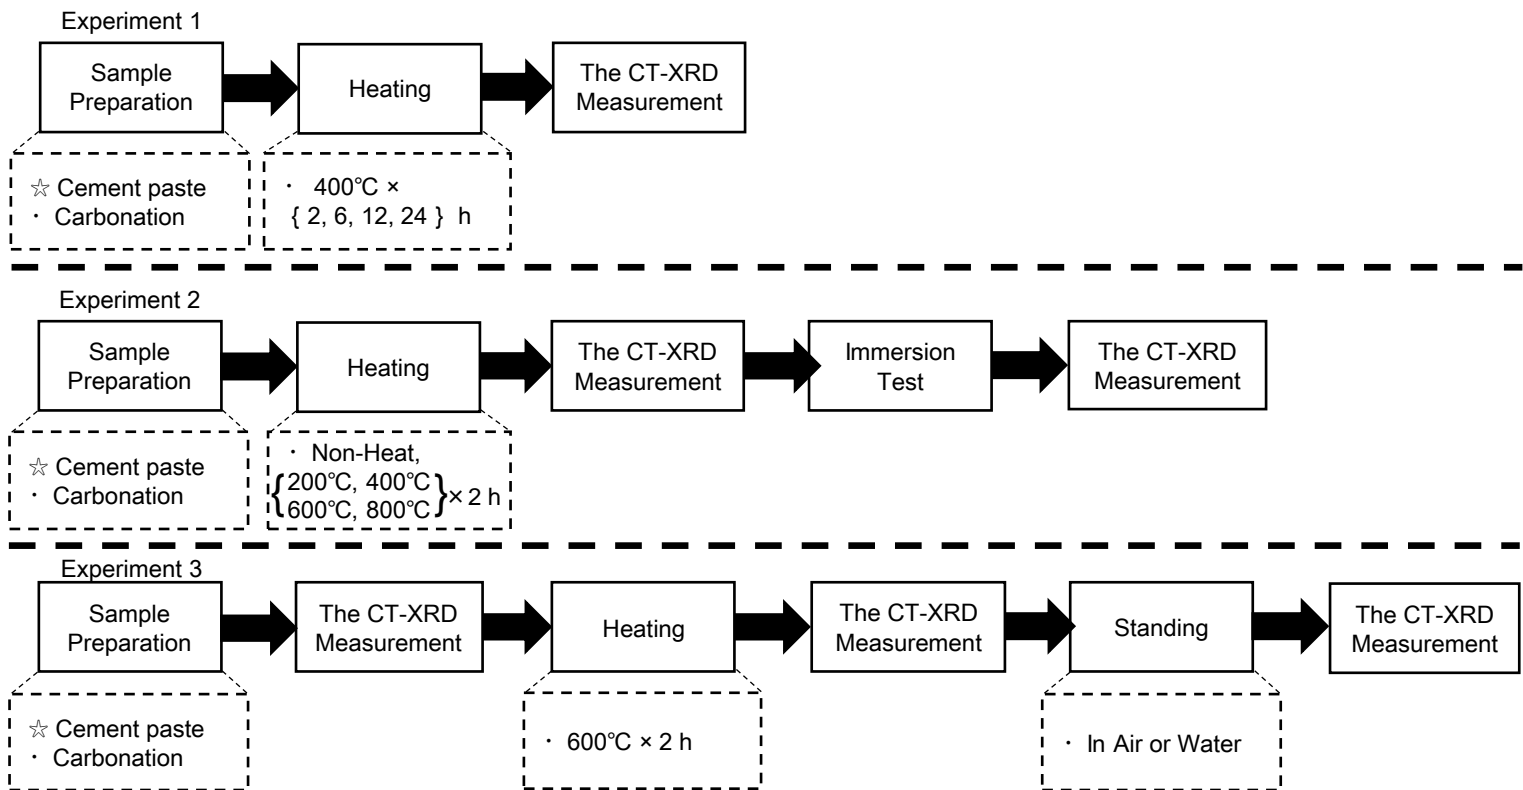 Experiment 1
Sample
Preparation
Heating
The CT-XRD
Measurement
☆ Cement paste
・ Carbonation
・ 400℃ ×
{ 2, 6, 12, 24 } h
Experiment 2
Sample
Preparation
Heating
The CT-XRD
Measurement
Immersion
Test
The CT-XRD
Measurement
☆ Cement paste
・ Carbonation
・ Non-Heat,
{200℃, 400℃
600℃, 800℃}× 2 h
Experiment 3
Sample
Preparation
The CT-XRD
Measurement
Heating
The CT-XRD
Measurement
Standing
The CT-XRD
Measurement
☆ Cement paste
・ Carbonation
・ 600℃ × 2 h
・ In Air or Water